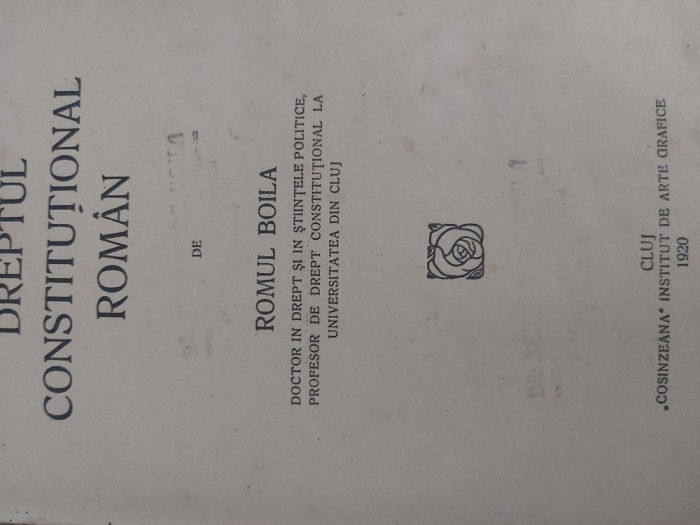 DREPTUL
CONSTITUȚIONAL
ROMÂN
DE
ROMUL BOILA
DOCTOR IN DREPT ȘI IN ȘTIINȚELE POLITICE,
PROFESOR DE DREPT CONSTITUȚIONAL LA
UNIVERSITATEA DIN CLUJ
CLUJ
„COSINZEANA“ INSTITUT DE ARTE GRAFICE
1920